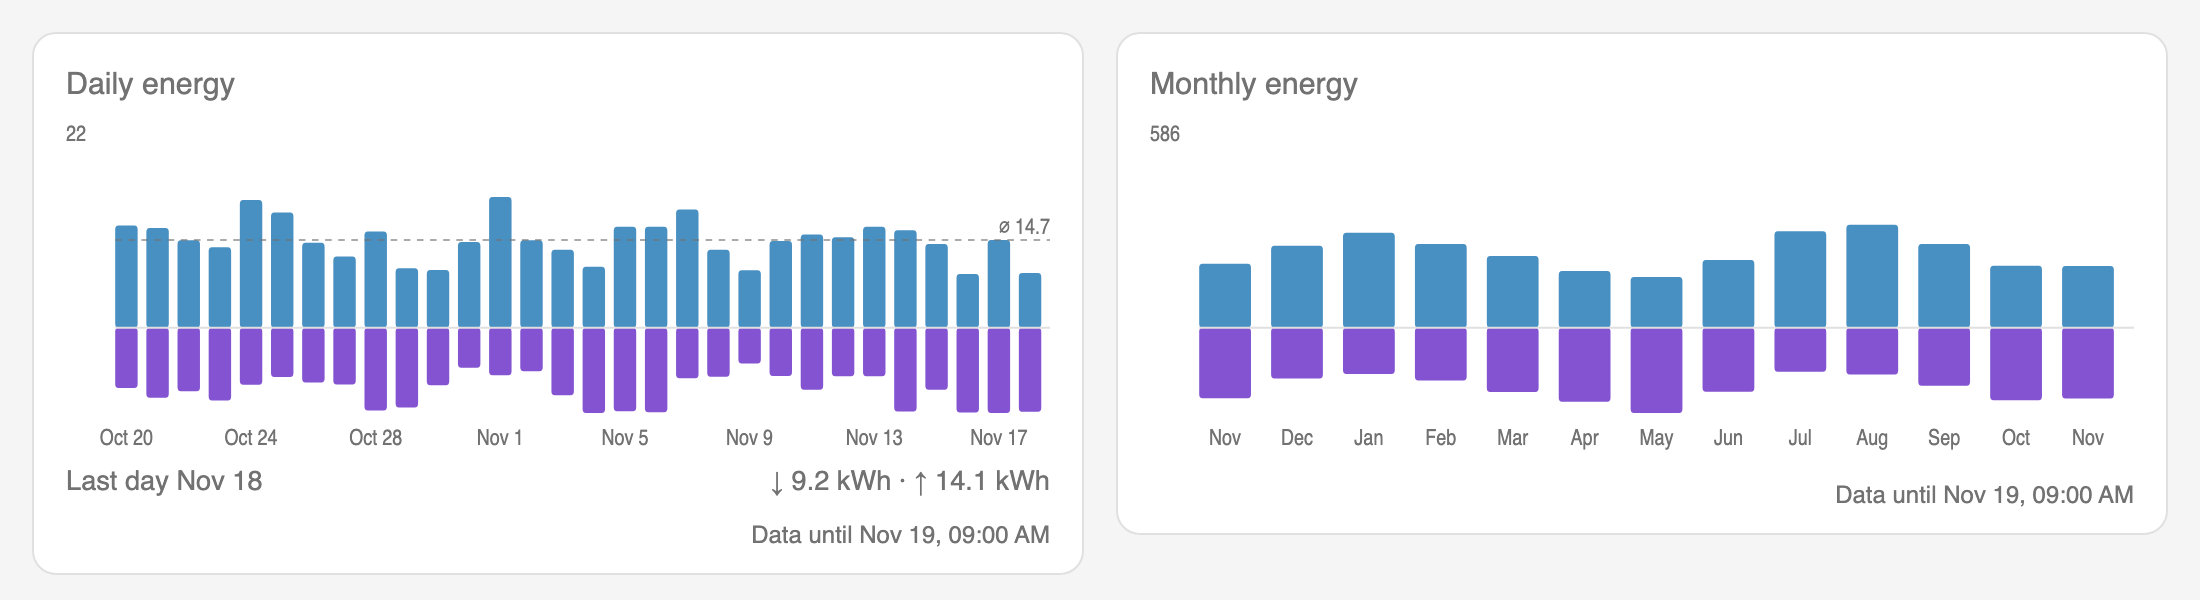 Daily energy
22
ø 14.7
Oct 20 Oct 24 Oct 28 Nov 1 Nov 5 Nov 9 Nov 13 Nov 17
Last day Nov 18
↓ 9.2 kWh · ↑ 14.1 kWh
Data until Nov 19, 09:00 AM
Monthly energy
586
Nov Dec Jan Feb Mar Apr May Jun Jul Aug Sep Oct Nov
Data until Nov 19, 09:00 AM